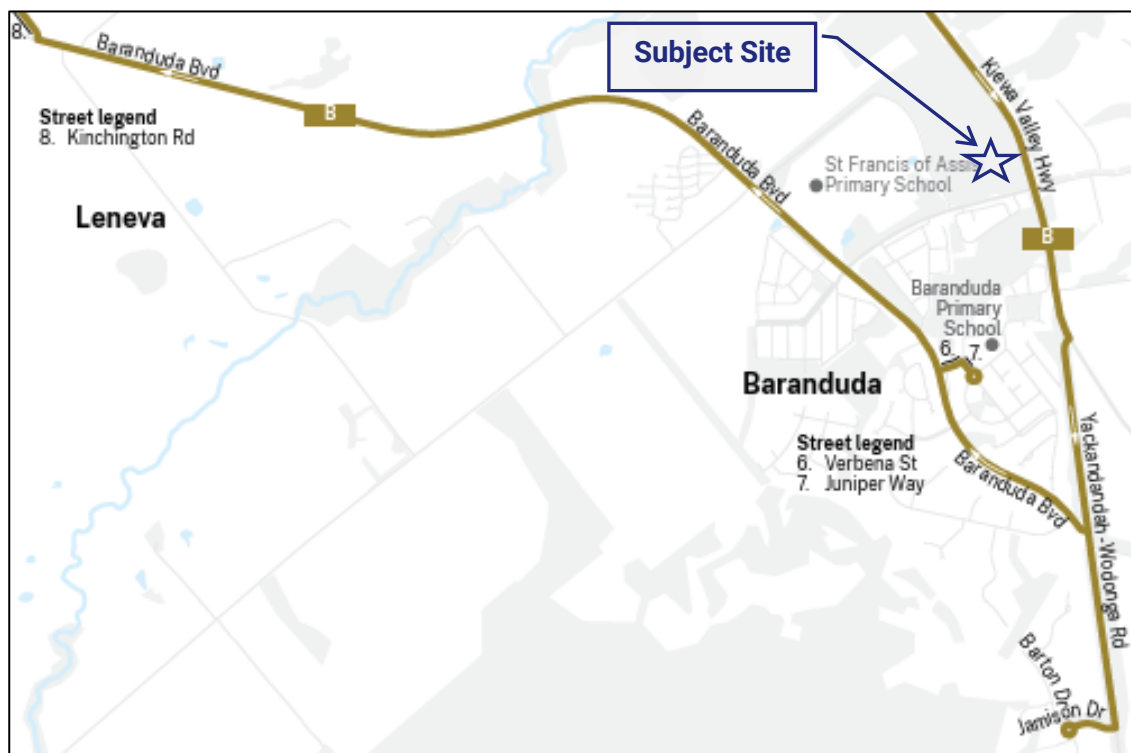 8.
Baranduda Bvd
B
Street legend
8. Kinchington Rd
Leneva
Subject Site
Kiewa Valley Hwy
Baranduda Bvd
St Francis of Assis
Primary School
B
Baranduda
Primary
School
6. 7.
Baranduda
Street legend
6. Verbena St
7. Juniper Way
Baranduda Bvd
Yackandandah-Wodonga Rd
Barton Dr
Jamison Dr